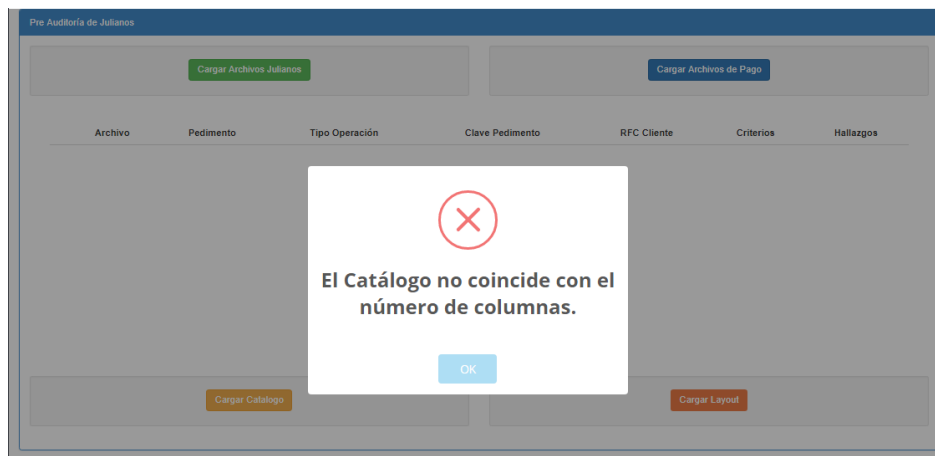 Pre Auditoría de Julianos
Cargar Archivos Julianos
Cargar Archivos de Pago
Archivo Pedimento Tipo Operación Clave Pedimento RFC Cliente Criterios Hallazgos
El Catálogo no coincide con el
número de columnas.
OK
Cargar Catalogo
Cargar Layout